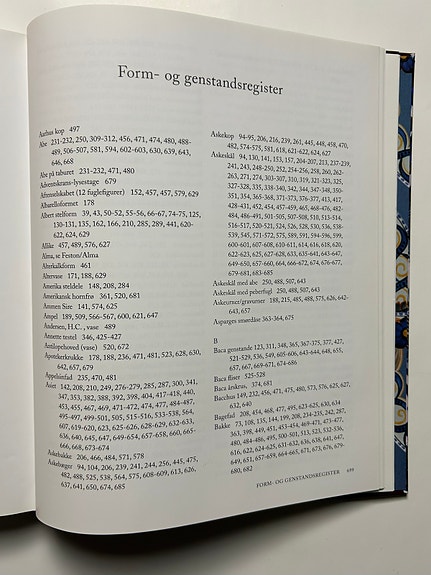 Form- og genstandsregister
Aarhus kop 497
Abe 231-232, 250, 309-312, 456, 471, 474, 480, 488-
489, 506-507, 581, 594, 602-603, 630, 639, 643,
646, 668
Abe på taburet 231-232, 471, 480
Adventskrans-lysestage 679
Aftenselskabet (12 fuglefigurer) 152, 457, 457, 579, 629
Albarelloformet 178
Albert stelform 39, 43, 50-52, 55-56, 66-67, 74-75, 125,
130-131, 135, 162, 166, 210, 285, 289, 441, 620-
622, 624, 629
Allike 457, 489, 576, 627
Alma, se Feston/Alma
Alterkalkform 461
Altervase 171, 188, 629
Amerika steldele 148, 208, 284
Amerikansk hornfrø 361, 520, 681
Ammen Sire 141, 574, 625
Ampel 189, 509, 566-567, 600, 621, 647
Andersen, H.C., vase 489
Annette testel 346, 425-427
Antilophoved (vase) 520, 672
Apotekerkrukke 178, 188, 236, 471, 481, 523, 628, 630,
642, 657, 679
Appelsinfad 235, 470, 481
Asiet 142, 208, 210, 249, 276-279, 285, 287, 300, 341,
347, 353, 382, 388, 392, 398, 404, 417-418, 440,
453, 455, 467, 469, 471-472, 474, 477, 484-487,
495-497, 499, 501, 505, 515-516, 533-538, 564,
607, 619-620, 623, 625-626, 628-629, 632-633,
636, 640, 645, 647, 649-654, 657-658, 660, 665-
666, 668, 673-674
Askebakke 206, 466, 484, 571, 578
Askebæger 94, 104, 206, 239, 241, 244, 256, 445, 475,
482, 488, 525, 538, 564, 575, 608-609, 613, 626,
637, 641, 650, 674, 685
Askekop 94-95, 206, 216, 239, 261, 445, 448, 458, 470,
482, 574-575, 581, 618, 621-622, 624, 627
Askeskål 94, 130, 141, 153, 157, 204-207, 213, 237-239,
241, 243, 248-250, 252, 254-256, 258, 260, 262-
263, 271, 274, 303-307, 310, 319, 321-323, 325,
327-328, 335, 338-340, 342, 344, 347-348, 350-
351, 354, 365, 368, 371, 373, 376-377, 413, 417,
428-431, 452, 454, 457-459, 465, 468-476, 482-
484, 486-491, 501-505, 507-508, 510, 513-514,
516-517, 520-521, 524, 526, 528, 530, 536, 538-
539, 545, 571-572, 575, 589, 591, 594-596, 599,
600-601, 607-608, 610-611, 614, 616, 618, 620,
622-623, 625, 627-628, 633, 635-641, 643-647,
649-650, 657-660, 664, 666-672, 674, 676-677,
679-681, 683-685
Askeskål med abe 250, 488, 507, 643
Askeskål med peberfugl 250, 488, 507, 643
Askeurner/gravurner 188, 215, 485, 488, 575, 626, 642-
643, 657
Aspazges smørdåse 363-364, 675
B
Baca genstande 123, 311, 348, 365, 367-375, 377, 427,
521-529, 536, 549, 605-606, 643-644, 648, 655,
657, 667, 669-671, 674-686
Baca fliser 525-528
Baca årskrus, 374, 681
Bacchus 149, 232, 456, 471, 475, 480, 573, 576, 625, 627,
632, 640
Bagefad 208, 454, 468, 477, 495, 623, 625, 630, 634
Bakke 73, 108, 135, 144, 199, 208, 234-235, 242, 287,
363, 398, 449, 451, 453-454, 469-471, 473-477,
480, 484-486, 495, 500-501, 513, 523, 532-536,
616, 622, 624-625, 631-632, 636, 638, 641, 647,
649, 651, 657-659, 664-665, 671, 673, 676, 679-
680, 682
FORM- OG GENSTANDSREGISTER 699